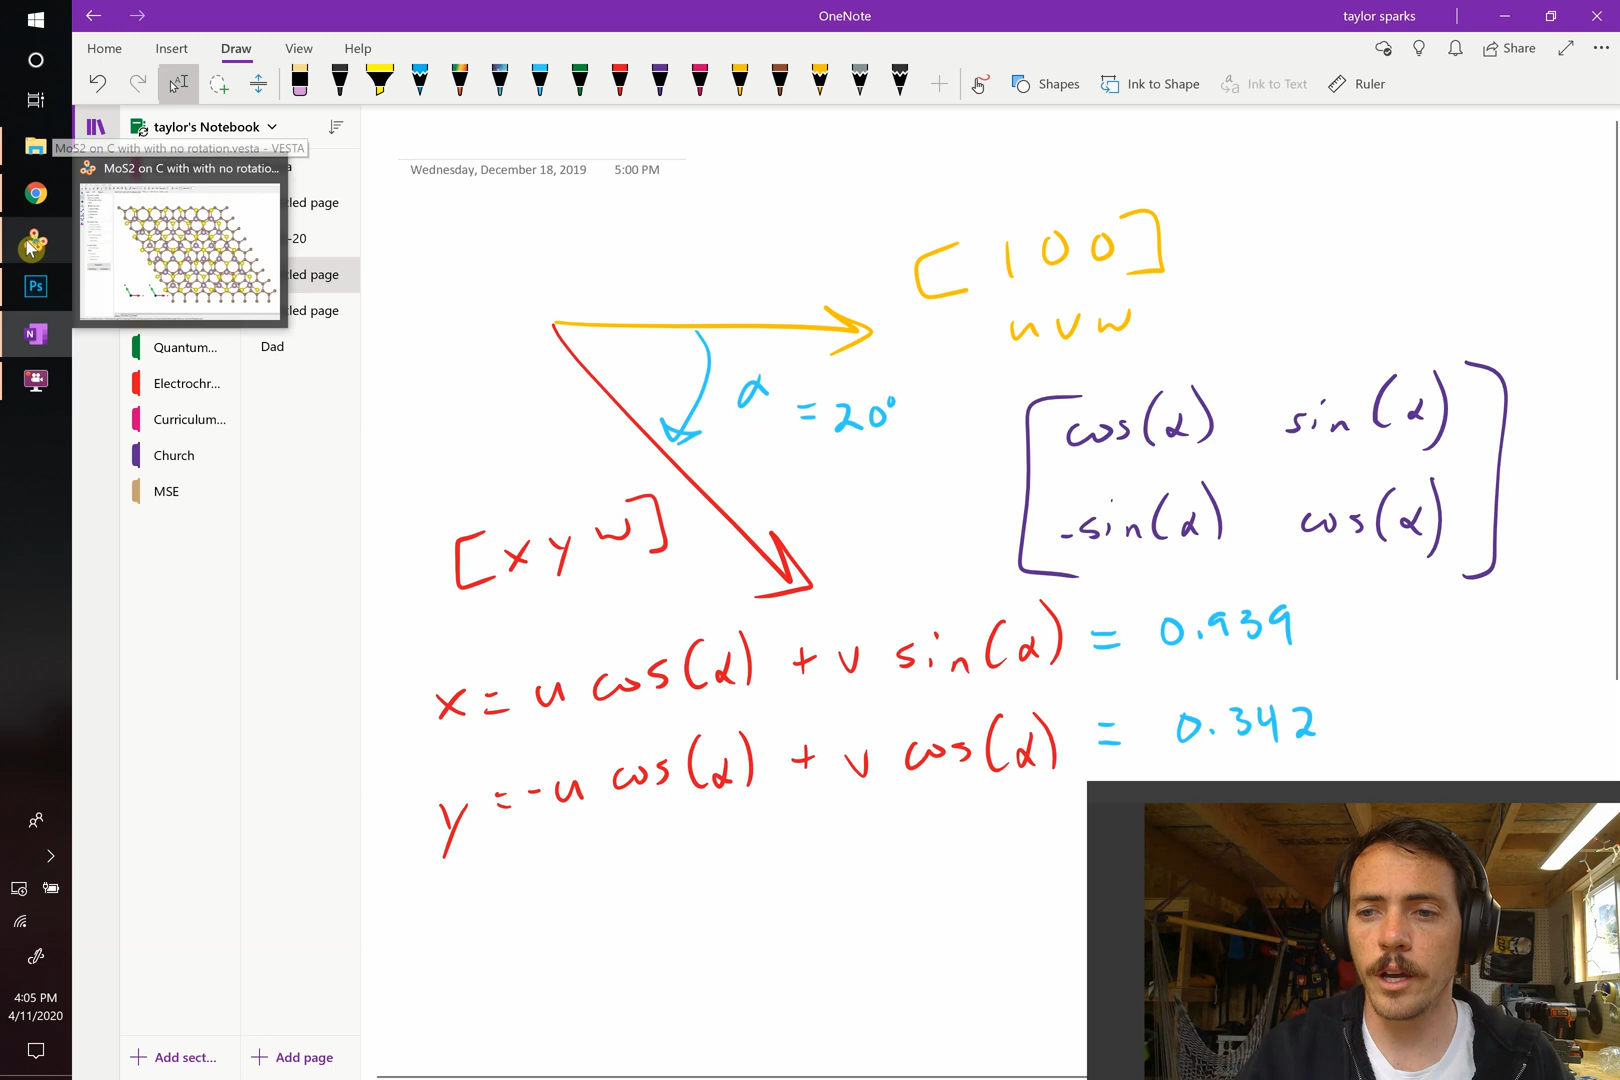 OneNote
taylor sparks
Home Insert Draw View Help
Share
Shapes
Ink to Shape
Ink to Text
Ruler
taylor's Notebook
MoS2 on C with with no rotation.vesta - VESTA
MoS2 on C with with no rotatio...
led page
-20
led page
led page
Quantum...
Dad
Electrochr...
Curriculum...
Church
MSE
Add sect...
Add page
Ps
N
4:05 PM
4/11/2020
Wednesday, December 18, 2019 5:00 PM
[1 0 0]
u v w
α = 20°
[cos(α) sin(α)
-sin(α) cos(α)]
[x y w]
x = u cos(α) + v sin(α) = 0.939
y = -u cos(α) + v cos(α) = 0.342